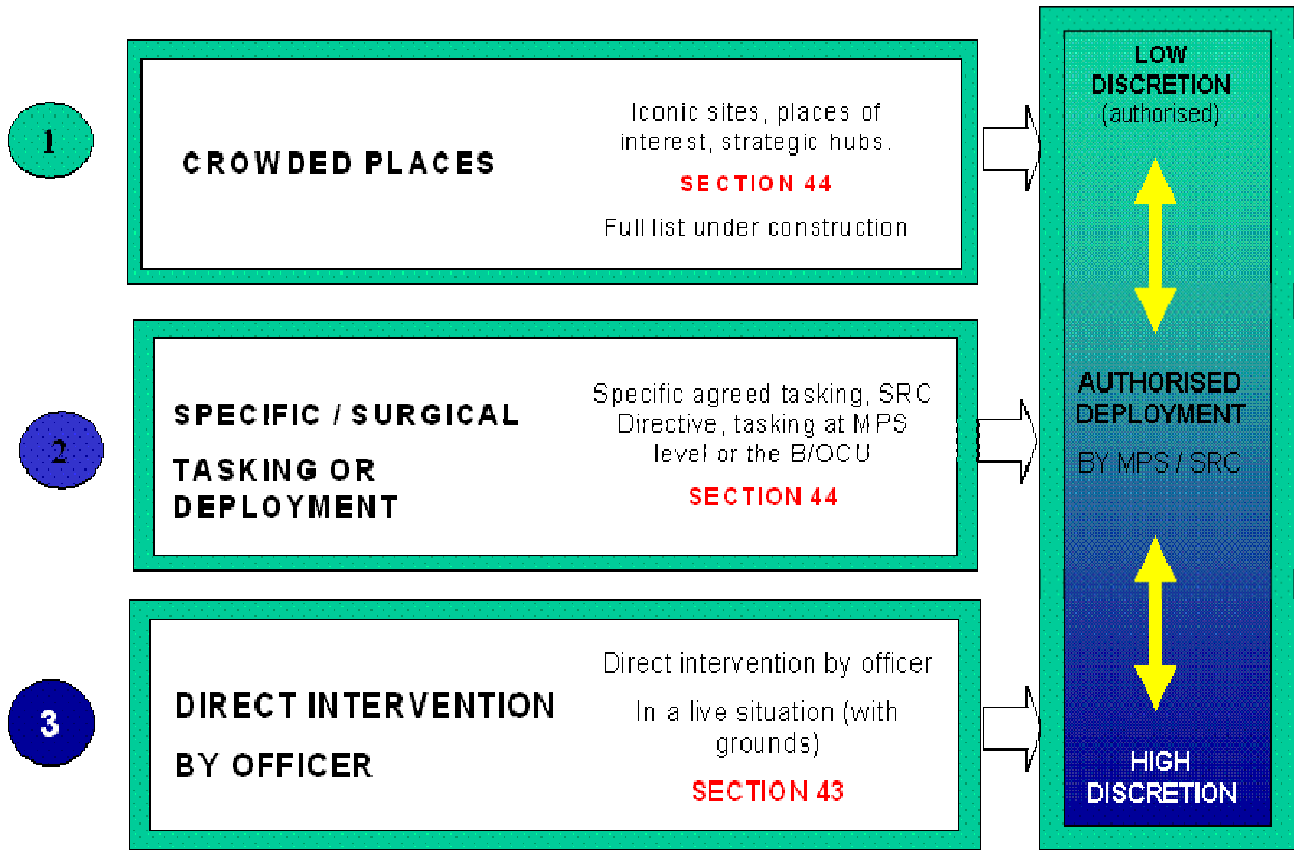 1
CROWDED PLACES
Iconic sites, places of
interest, strategic hubs.
SECTION 44
Full list under construction
2
SPECIFIC / SURGICAL
TASKING OR
DEPLOYMENT
Specific agreed tasking, SRC
Directive, tasking at MPS
level or the B/OCU
SECTION 44
3
DIRECT INTERVENTION
BY OFFICER
Direct intervention by officer
In a live situation (with
grounds)
SECTION 43
LOW
DISCRETION
(authorised)
AUTHORISED
DEPLOYMENT
BY MPS / SRC
HIGH
DISCRETION